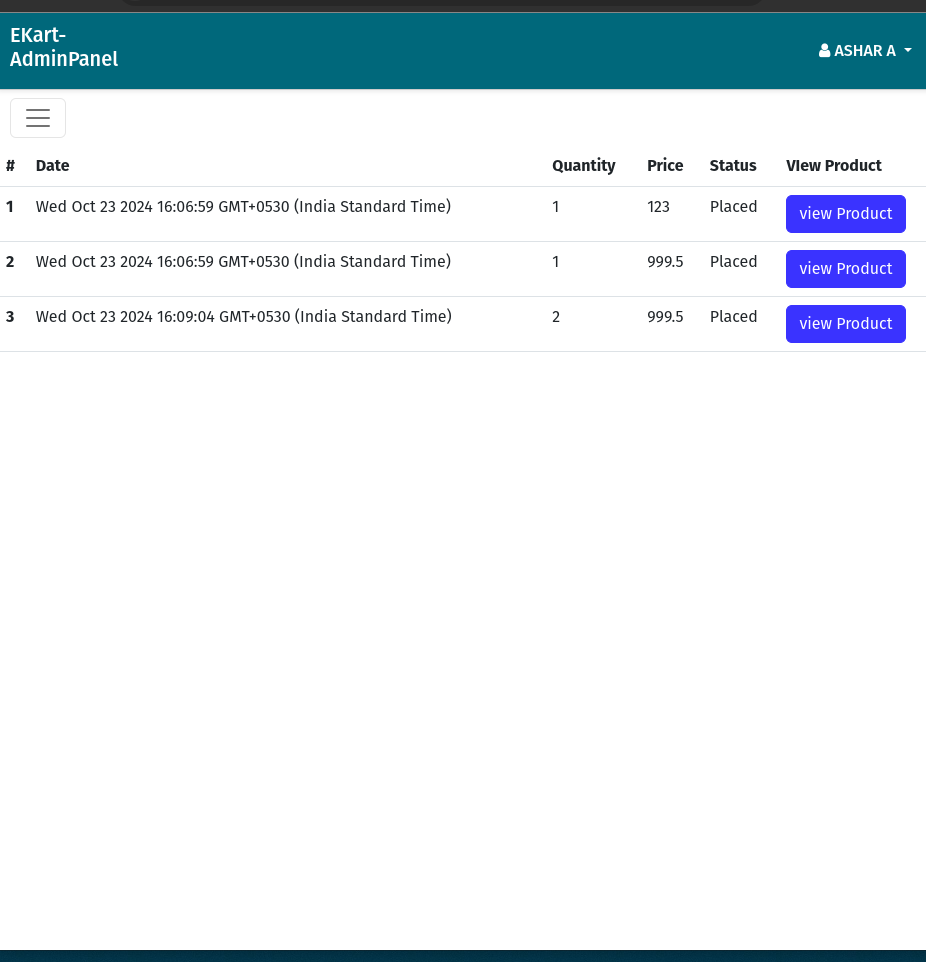 EKart-
AdminPanel
ASHAR A
# Date Quantity Price Status VIew Product
1 Wed Oct 23 2024 16:06:59 GMT+0530 (India Standard Time) 1 123 Placed view Product
2 Wed Oct 23 2024 16:06:59 GMT+0530 (India Standard Time) 1 999.5 Placed view Product
3 Wed Oct 23 2024 16:09:04 GMT+0530 (India Standard Time) 2 999.5 Placed view Product